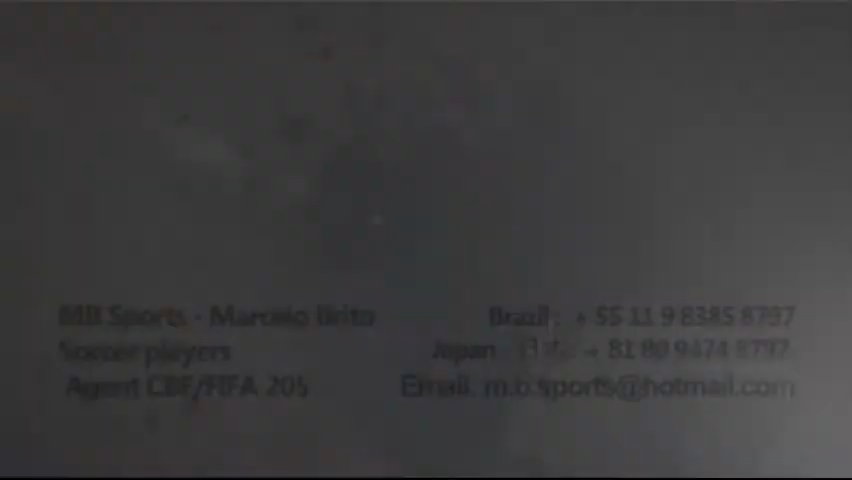 MB Sports - Marcelo Brito
Brazil: + 55 11 9 8385 8797
Soccer players
Japan + 81 80 9474 8797
Agent CBF/FIFA 205
Email: m.b.sports@hotmail.com